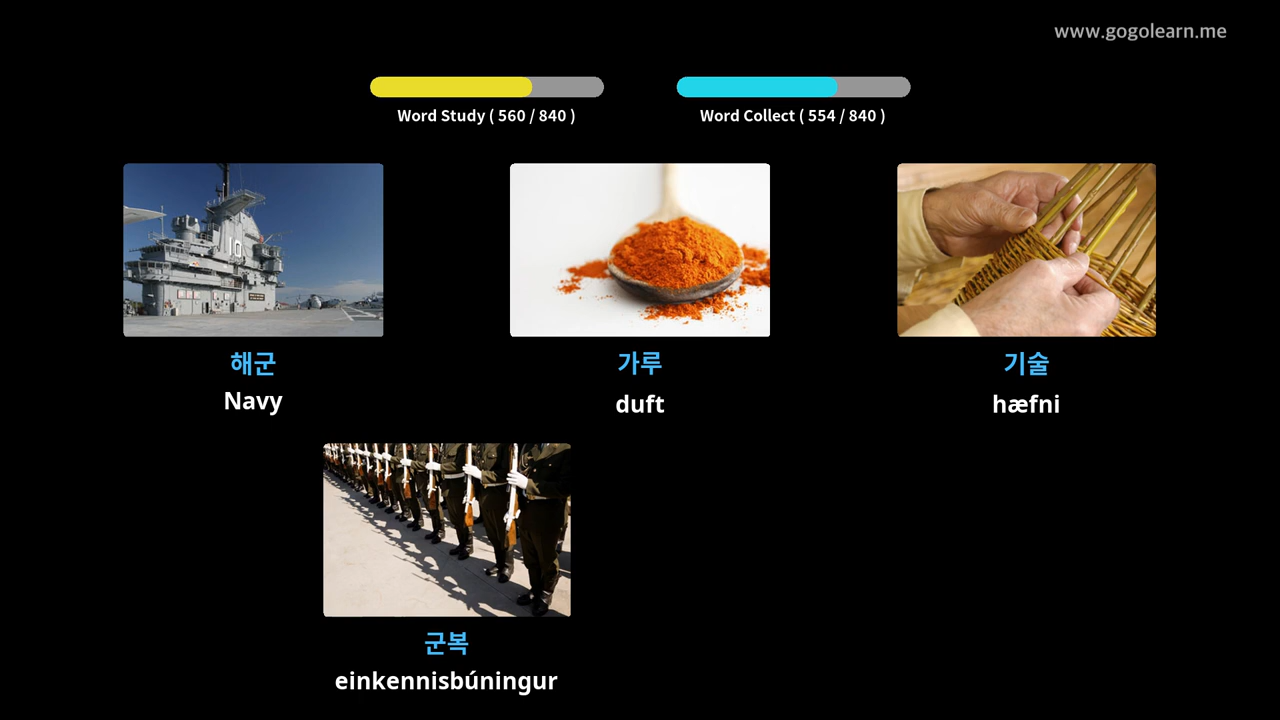 www.gogolearn.me
Word Study ( 560 / 840 )
Word Collect ( 554 / 840 )
해군
Navy
가루
duft
기술
hæfni
군복
einkennisbúningur